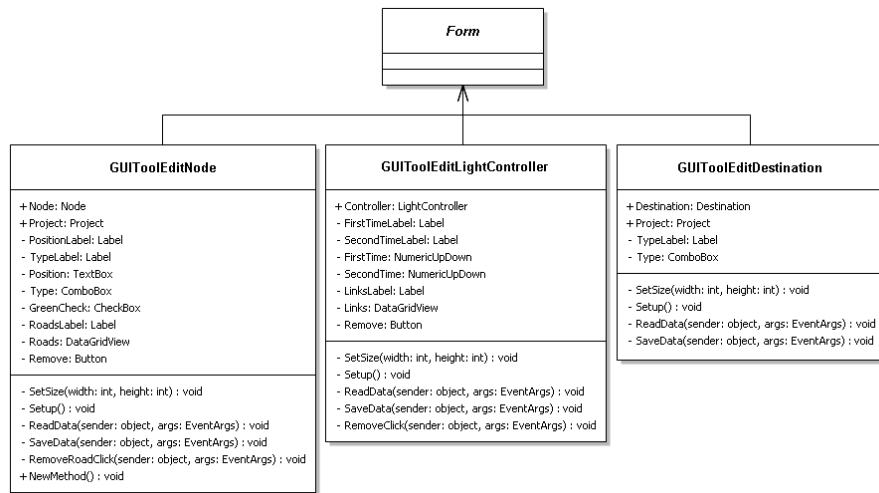 Form
GUIToolEditNode
+ Node: Node
+ Project: Project
- PositionLabel: Label
- TypeLabel: Label
- Position: TextBox
- Type: ComboBox
- GreenCheck: CheckBox
- RoadsLabel: Label
- Roads: DataGridView
- Remove: Button
- SetSize(width: int, height: int) : void
- Setup() : void
- ReadData(sender: object, args: EventArgs) : void
- SaveData(sender: object, args: EventArgs) : void
- RemoveRoadClick(sender: object, args: EventArgs) : void
+ NewMethod() : void
GUIToolEditLightController
+ Controller: LightController
- FirstTimeLabel: Label
- SecondTimeLabel: Label
- FirstTime: NumericUpDown
- SecondTime: NumericUpDown
- LinksLabel: Label
- Links: DataGridView
- Remove: Button
- SetSize(width: int, height: int) : void
- Setup() : void
- ReadData(sender: object, args: EventArgs) : void
- SaveData(sender: object, args: EventArgs) : void
- RemoveClick(sender: object, args: EventArgs) : void
GUIToolEditDestination
+ Destination: Destination
+ Project: Project
- TypeLabel: Label
- Type: ComboBox
- SetSize(width: int, height: int) : void
- Setup() : void
- ReadData(sender: object, args: EventArgs) : void
- SaveData(sender: object, args: EventArgs) : void